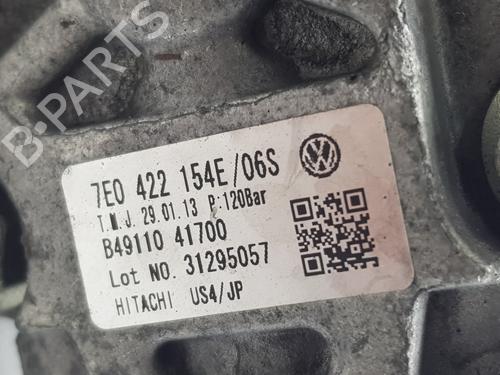 B-PARTS
7E0 422 154E/06S
T.M.J. 29.01.13 P:120Bar
B49110 41700
Lot NO. 31295057
HITACHI US4/JP